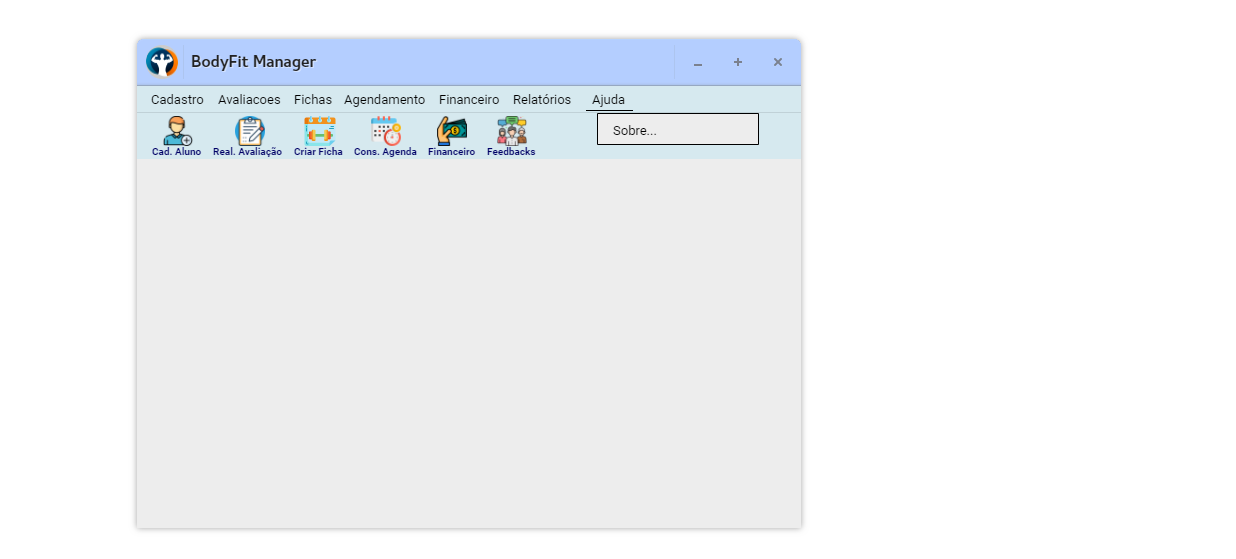 BodyFit Manager
Cadastro Avaliacoes Fichas Agendamento Financeiro Relatórios Ajuda
Sobre...
Cad. Aluno Real. Avaliação Criar Ficha Cons. Agenda Financeiro Feedbacks